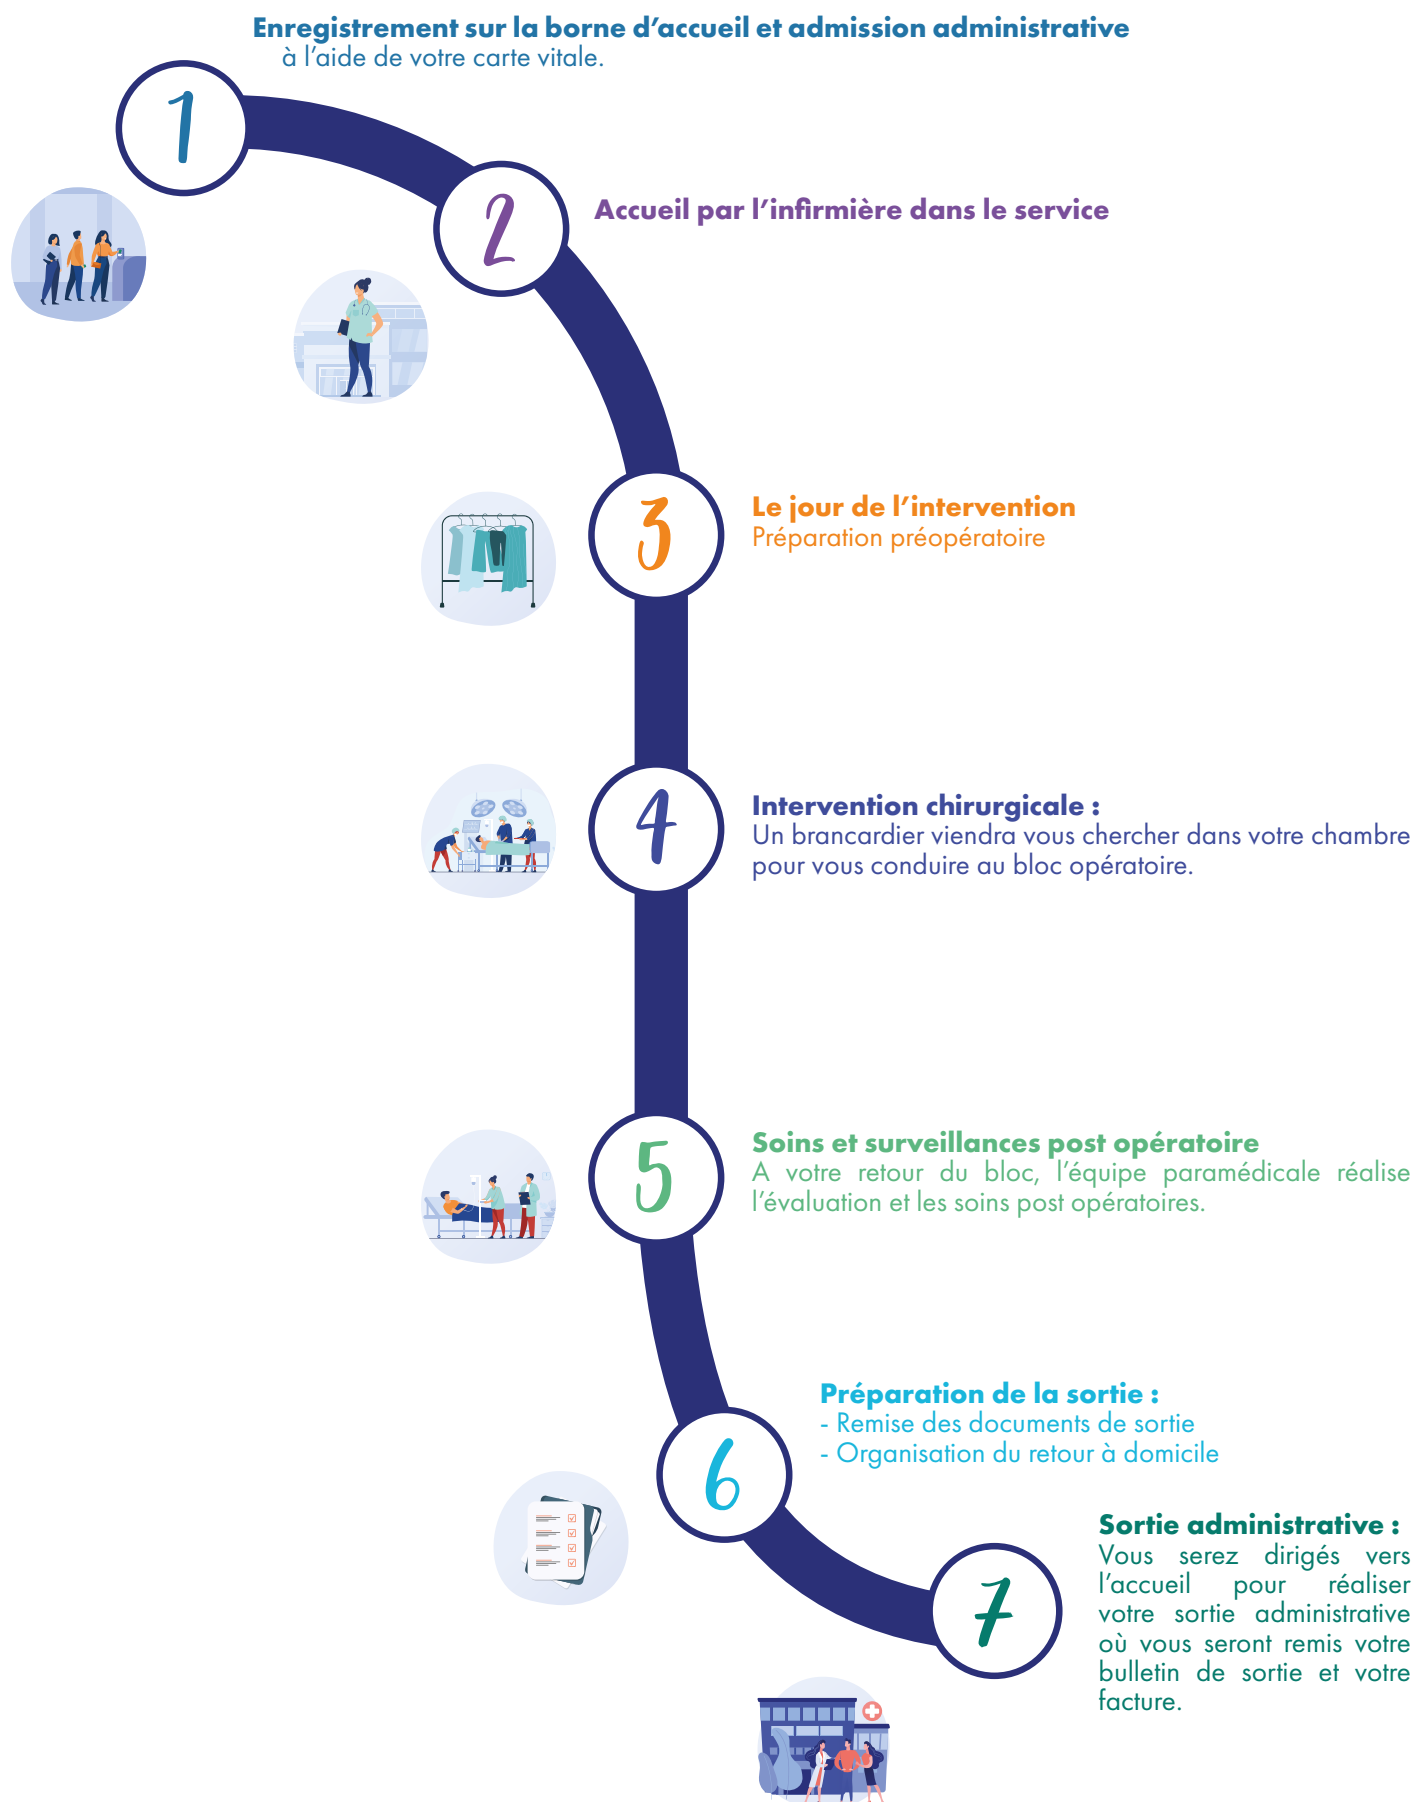 Enregistrement sur la borne d’accueil et admission administrative
à l’aide de votre carte vitale.
1
2
Accueil par l’infirmière dans le service
3
Le jour de l’intervention
Préparation préopératoire
4
Intervention chirurgicale :
Un brancardier viendra vous chercher dans votre chambre
pour vous conduire au bloc opératoire.
5
Soins et surveillances post opératoire
A votre retour du bloc, l’équipe paramédicale réalise
l’évaluation et les soins post opératoires.
6
Préparation de la sortie :
- Remise des documents de sortie
- Organisation du retour à domicile
7
Sortie administrative :
Vous serez dirigés vers
l’accueil pour réaliser
votre sortie administrative
où vous seront remis votre
bulletin de sortie et votre
facture.